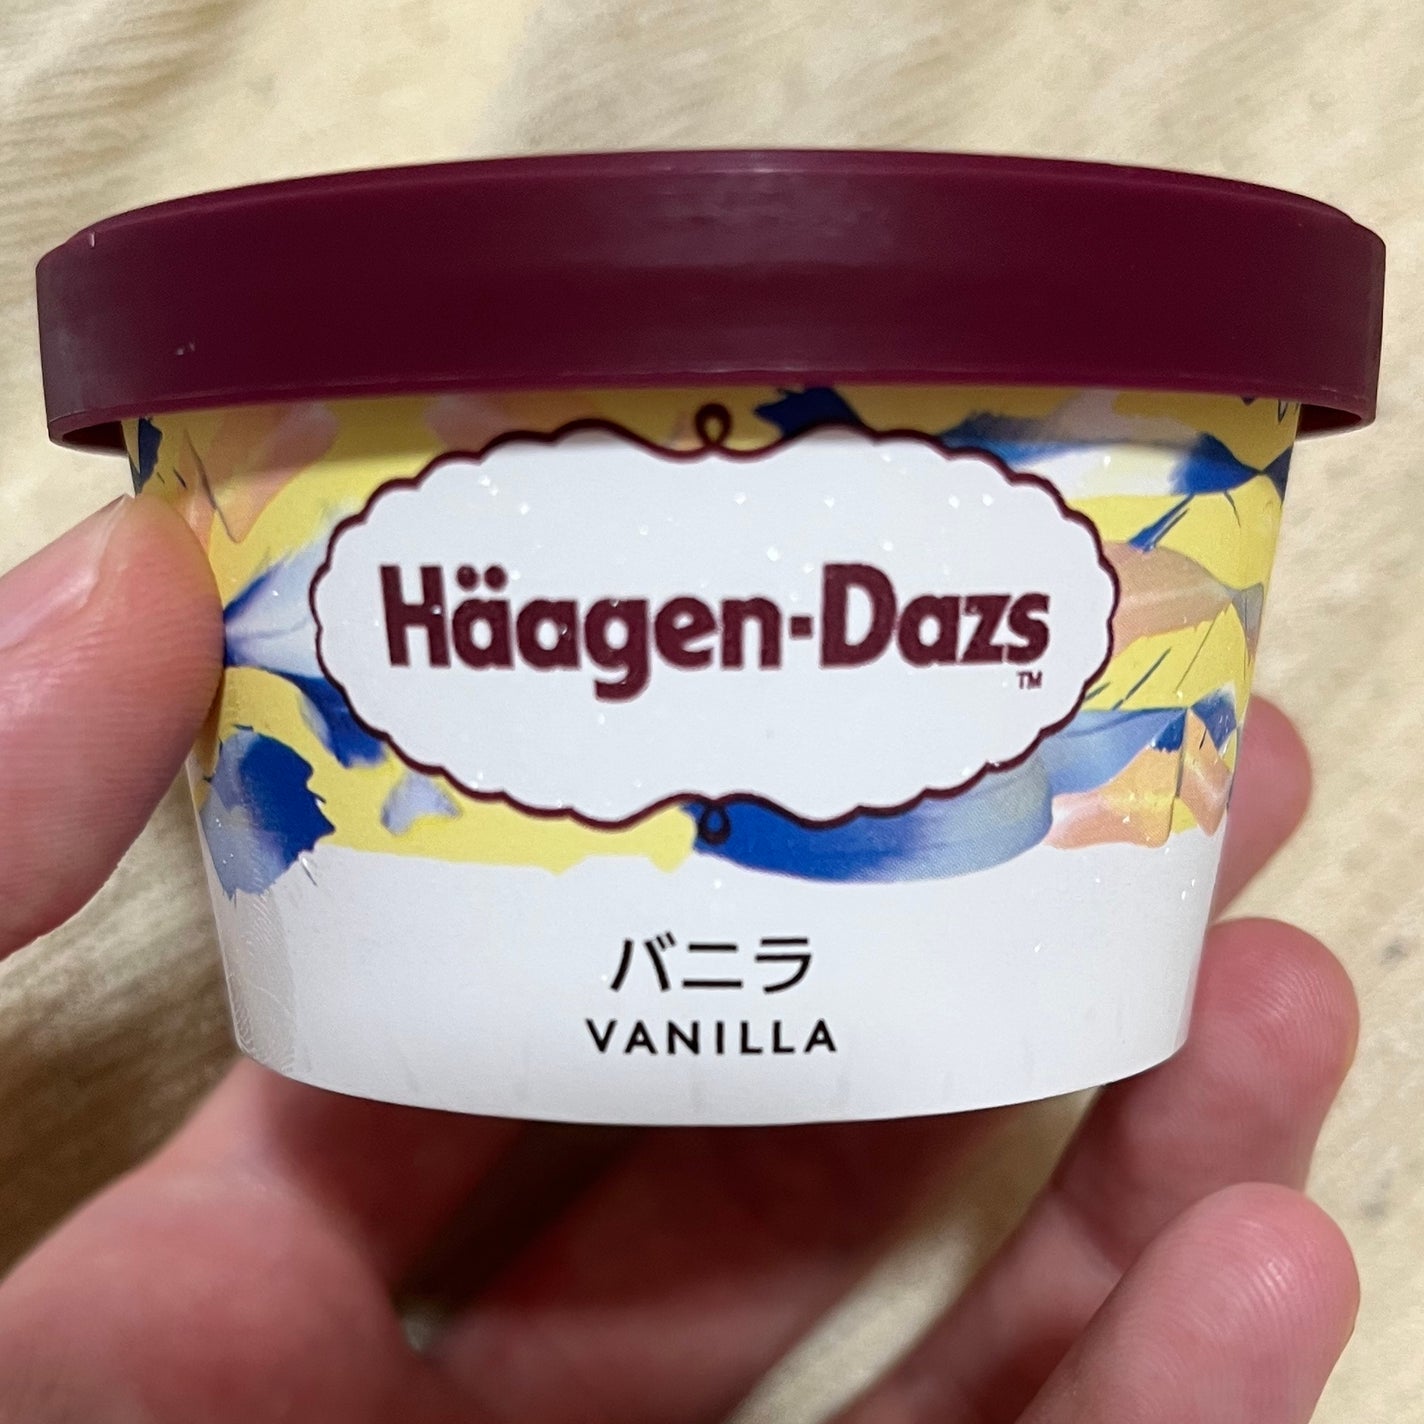 Häagen-Dazs
TM
バニラ
VANILLA